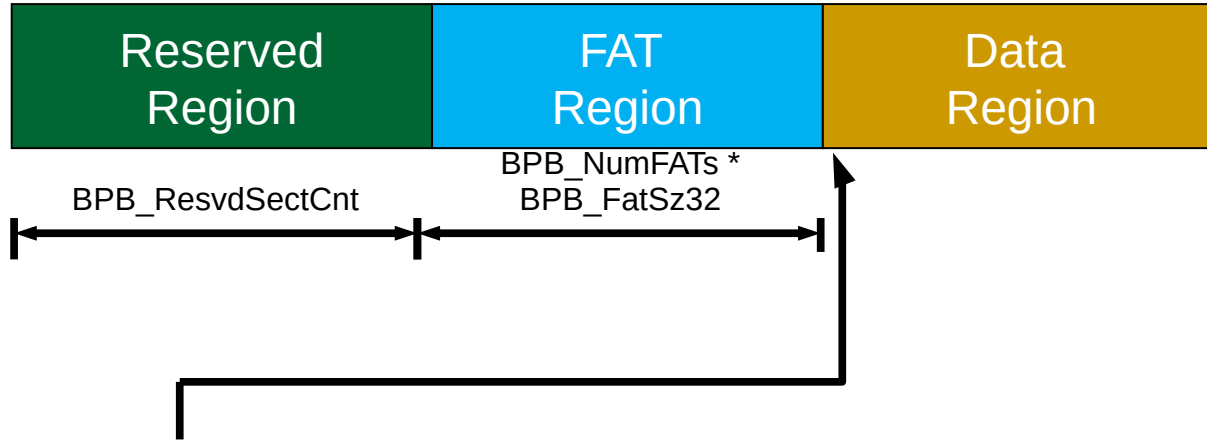 Reserved
Region
FAT
Region
Data
Region
BPB_ResvdSectCnt
BPB_NumFATs *
BPB_FatSz32